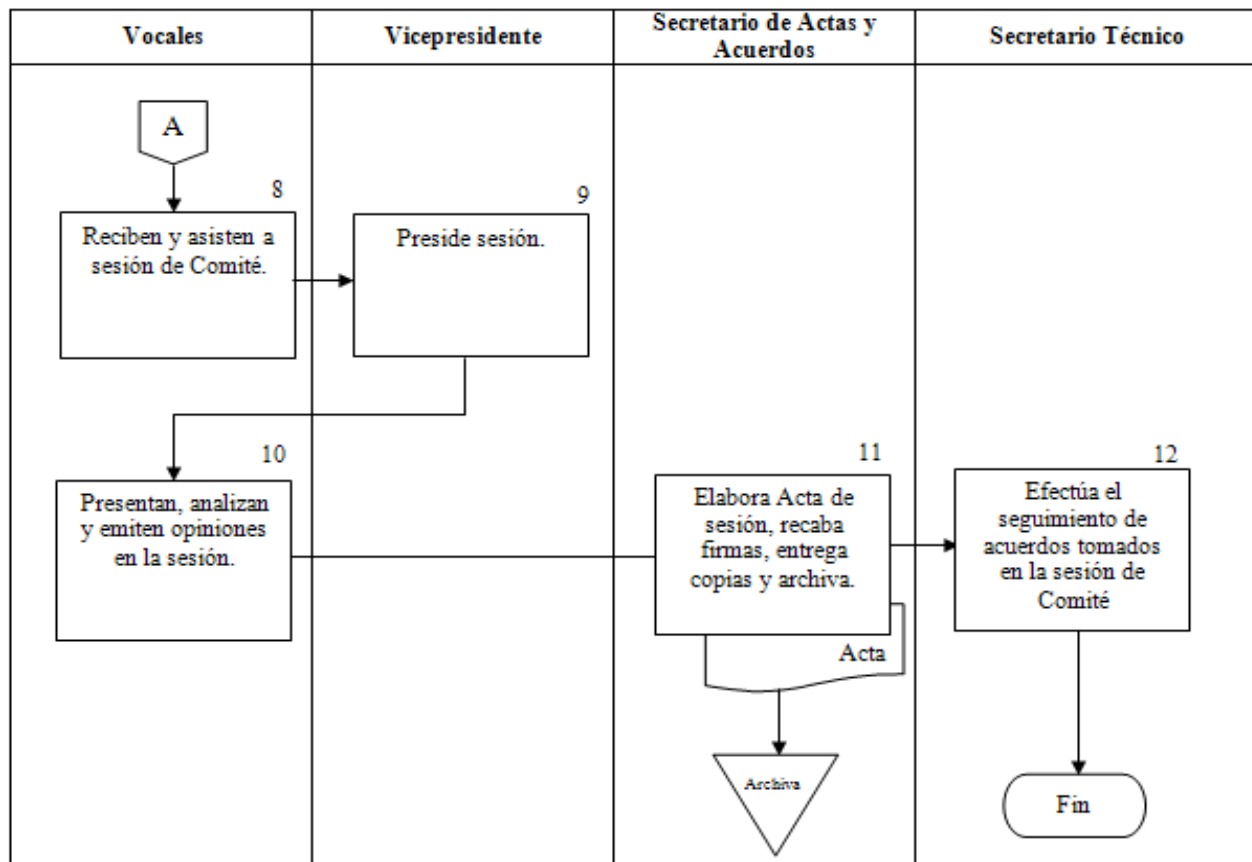 Vocales
Vicepresidente
Secretario de Actas y
Acuerdos
Secretario Técnico
A
8
Reciben y asisten a
sesión de Comité.
9
Preside sesión.
10
Presentan, analizan
y emiten opiniones
en la sesión.
11
Elabora Acta de
sesión, recaba
firmas, entrega
copias y archiva.
Acta
Archiva
12
Efectúa el
seguimiento de
acuerdos tomados
en la sesión de
Comité
Fin